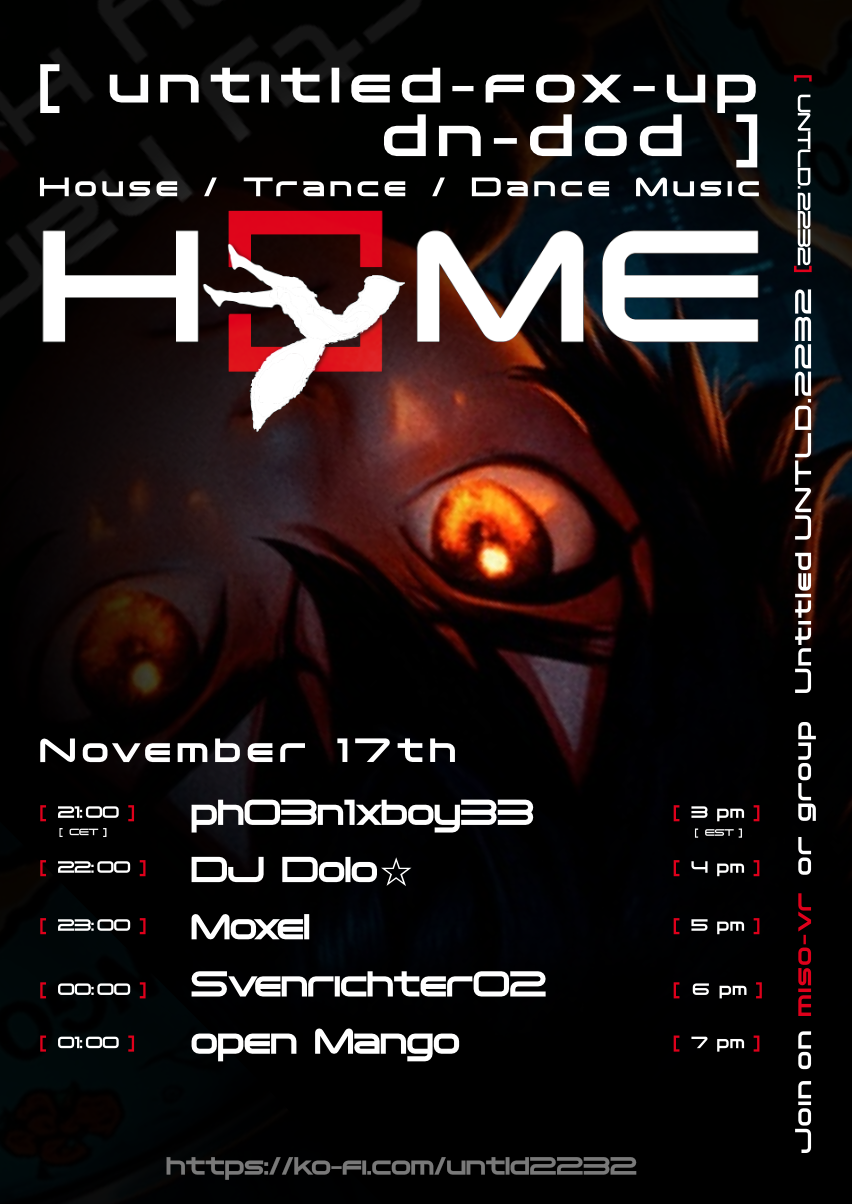 [ untitled-fox-up
dn-dod ]
House / Trance / Dance Music
HOME
November 17th
[ 21:00 ] ph03n1xboy33 [ 3 pm ]
[ CET ] [ EST ]
[ 22:00 ] DJ Dolo☆ [ 4 pm ]
[ 23:00 ] Moxel [ 5 pm ]
[ 00:00 ] Svenrichter02 [ 6 pm ]
[ 01:00 ] open Mango [ 7 pm ]
https://ko-fi.com/untld2232
Join on miso-vr or group Untitled UNTLD.2232 [ UNTLD.2232 ]